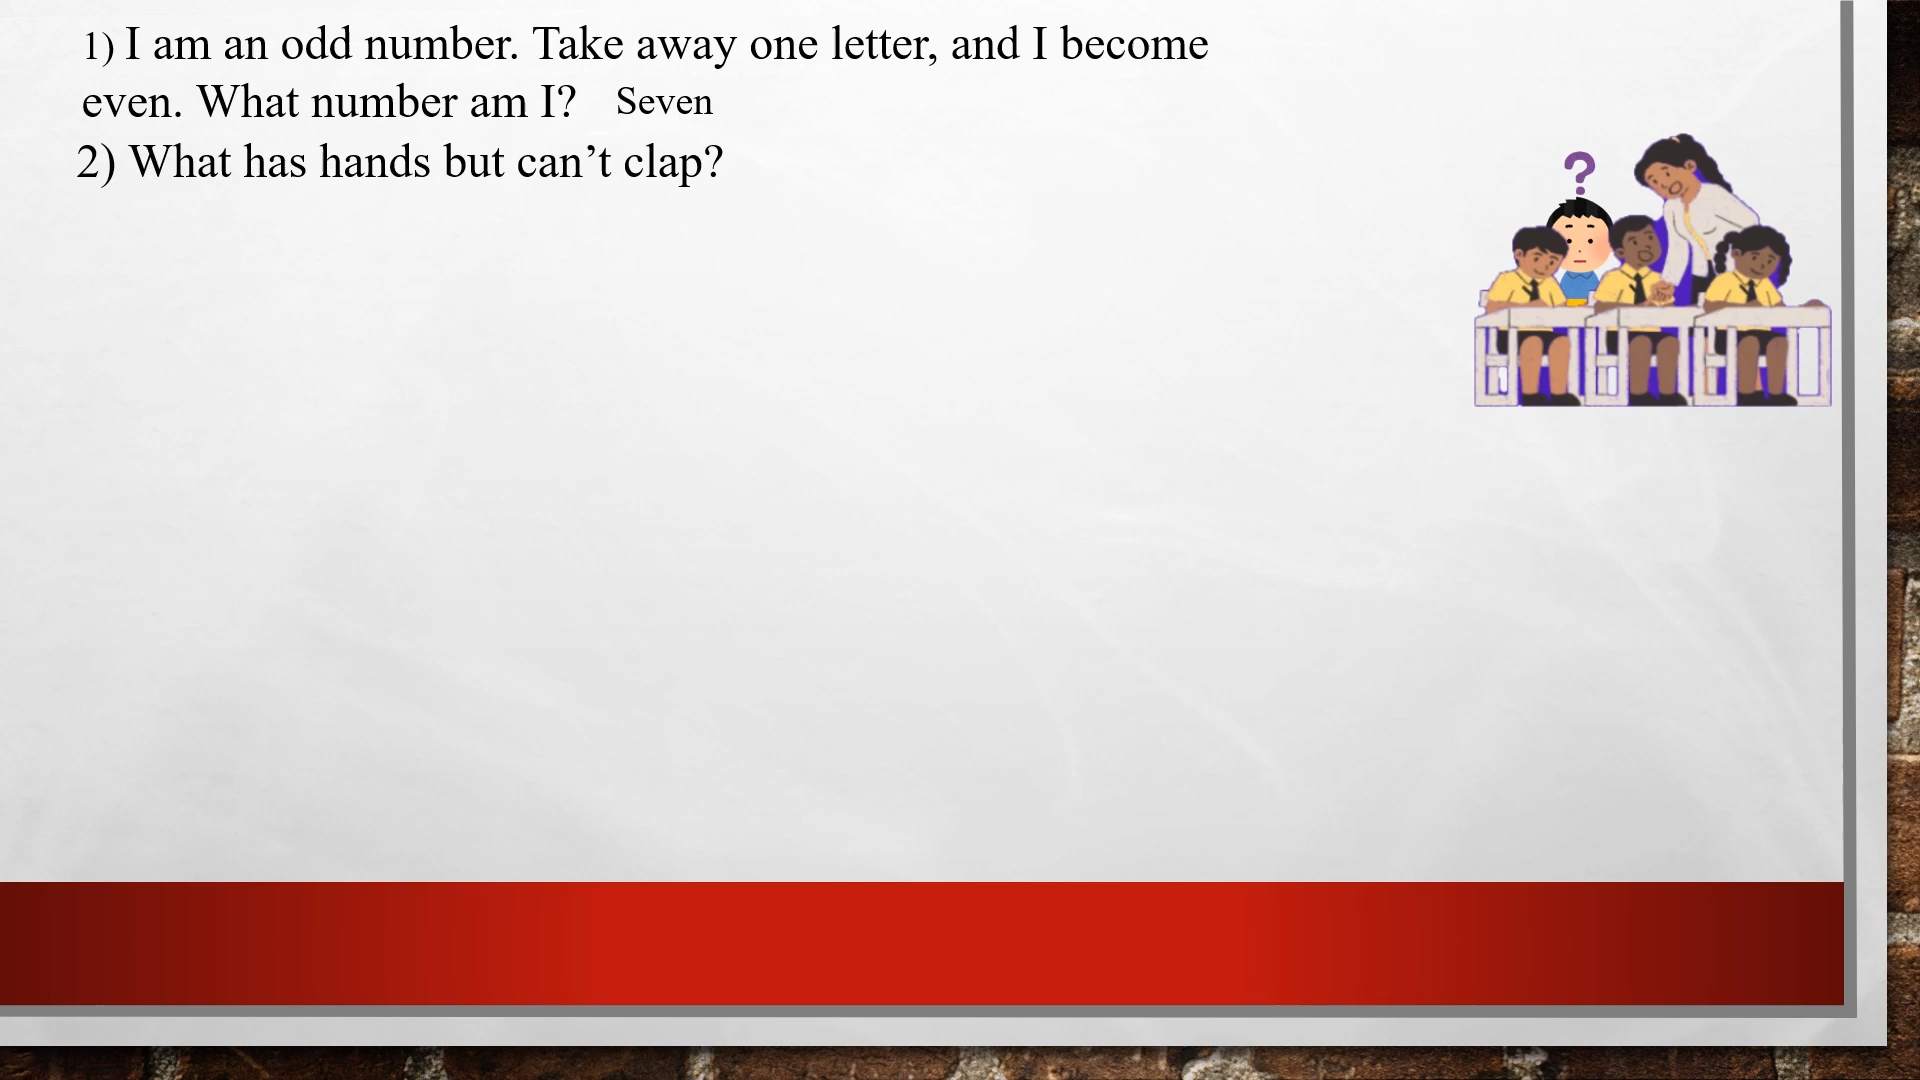 1) I am an odd number. Take away one letter, and I become
even. What number am I? Seven
2) What has hands but can’t clap?
?